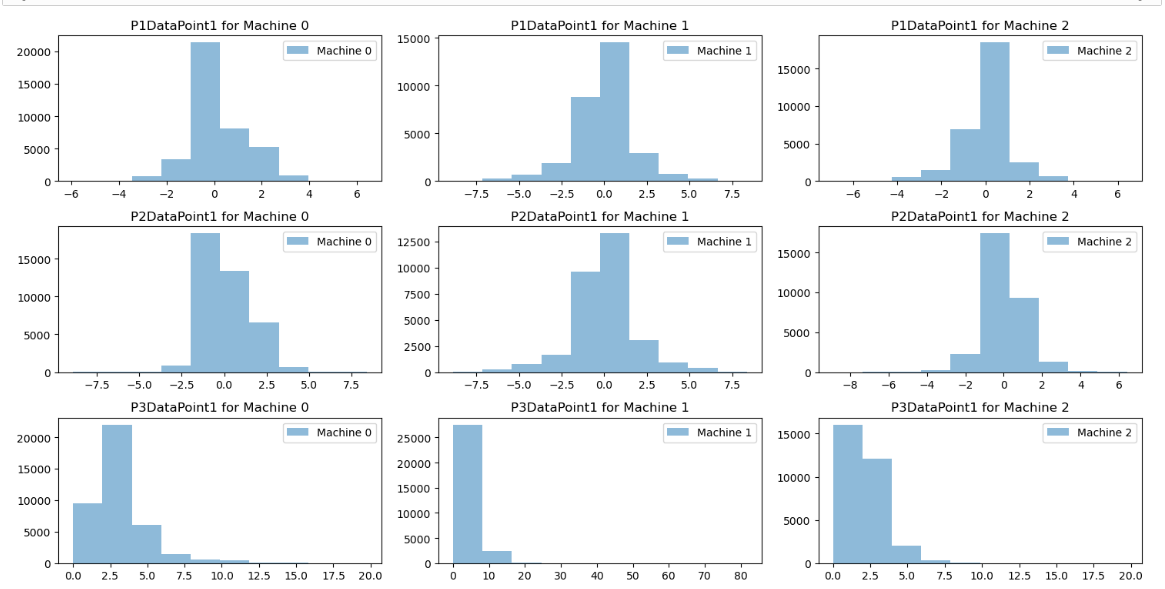 P1DataPoint1 for Machine 0
20000
15000
10000
5000
0
−6 −4 −2 0 2 4 6
Machine 0
P1DataPoint1 for Machine 1
15000
10000
5000
0
−7.5 −5.0 −2.5 0.0 2.5 5.0 7.5
Machine 1
P1DataPoint1 for Machine 2
15000
10000
5000
0
−6 −4 −2 0 2 4 6
Machine 2
P2DataPoint1 for Machine 0
15000
10000
5000
0
−7.5 −5.0 −2.5 0.0 2.5 5.0 7.5
Machine 0
P2DataPoint1 for Machine 1
12500
10000
7500
5000
2500
0
−7.5 −5.0 −2.5 0.0 2.5 5.0 7.5
Machine 1
P2DataPoint1 for Machine 2
15000
10000
5000
0
−8 −6 −4 −2 0 2 4 6
Machine 2
P3DataPoint1 for Machine 0
20000
15000
10000
5000
0
0.0 2.5 5.0 7.5 10.0 12.5 15.0 17.5 20.0
Machine 0
P3DataPoint1 for Machine 1
25000
20000
15000
10000
5000
0
0 10 20 30 40 50 60 70 80
Machine 1
P3DataPoint1 for Machine 2
15000
10000
5000
0
0.0 2.5 5.0 7.5 10.0 12.5 15.0 17.5 20.0
Machine 2